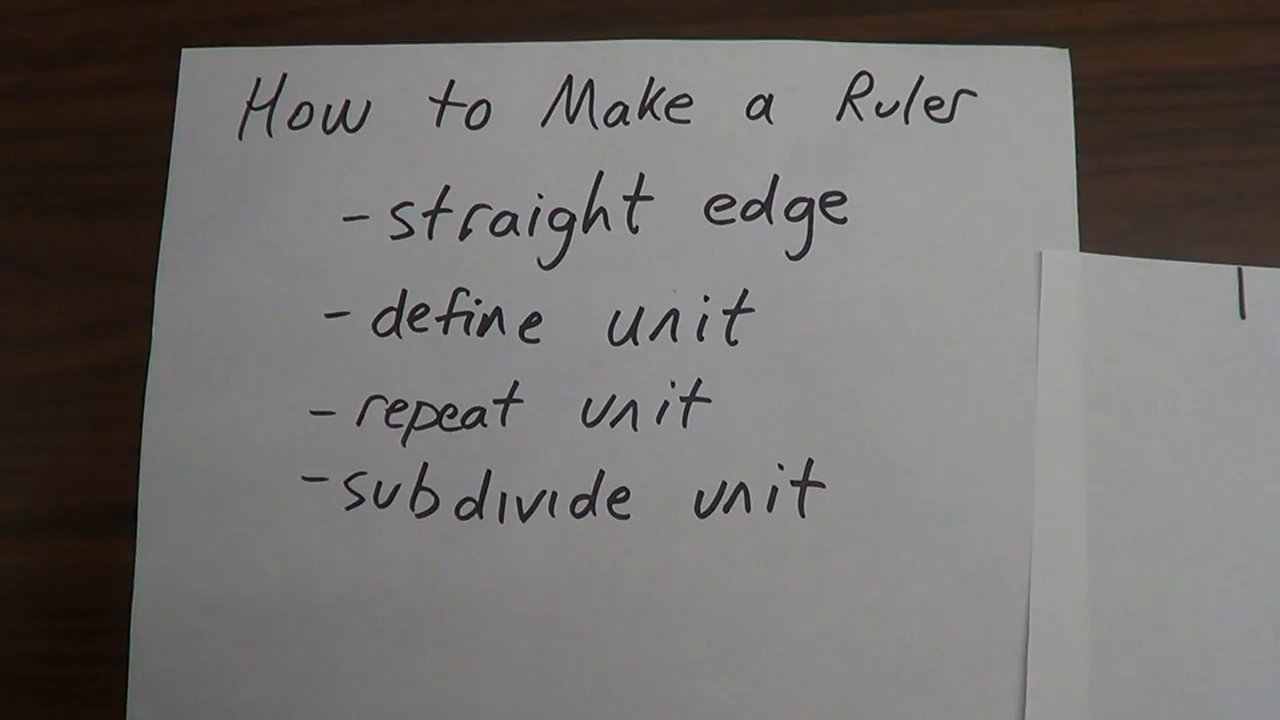 How to Make a Ruler
- straight edge
- define unit
- repeat unit
- subdivide unit